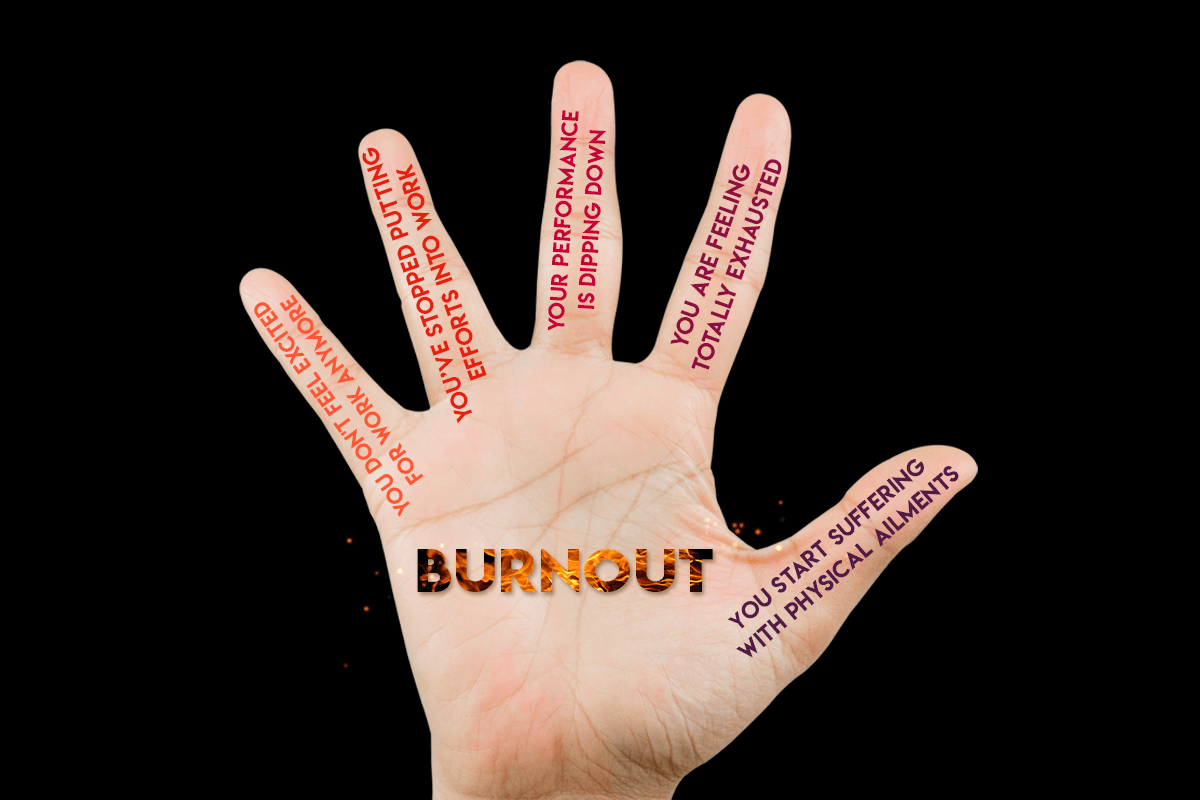 YOU DON'T FEEL EXCITED
FOR WORK ANYMORE
YOU'VE STOPPED PUTTING
EFFORTS INTO WORK
YOUR PERFORMANCE
IS DIPPING DOWN
YOU ARE FEELING
TOTALLY EXHAUSTED
YOU START SUFFERING
WITH PHYSICAL AILMENTS
BURNOUT